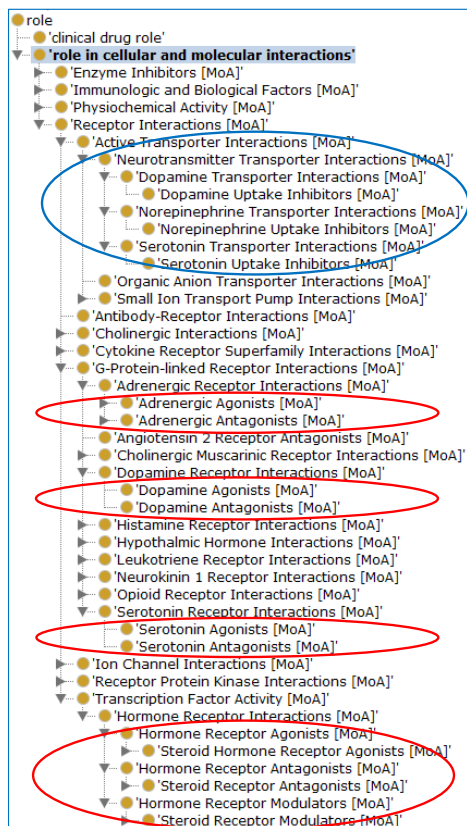 role
'clinical drug role'
'role in cellular and molecular interactions'
'Enzyme Inhibitors [MoA]'
'Immunologic and Biological Factors [MoA]'
'Physiochemical Activity [MoA]'
'Receptor Interactions [MoA]'
'Active Transporter Interactions [MoA]'
'Neurotransmitter Transporter Interactions [MoA]'
'Dopamine Transporter Interactions [MoA]'
'Dopamine Uptake Inhibitors [MoA]'
'Norepinephrine Transporter Interactions [MoA]'
'Norepinephrine Uptake Inhibitors [MoA]'
'Serotonin Transporter Interactions [MoA]'
'Serotonin Uptake Inhibitors [MoA]'
'Organic Anion Transporter Interactions [MoA]'
'Small Ion Transport Pump Interactions [MoA]'
'Antibody-Receptor Interactions [MoA]'
'Cholinergic Interactions [MoA]'
'Cytokine Receptor Superfamily Interactions [MoA]'
'G-Protein-linked Receptor Interactions [MoA]'
'Adrenergic Receptor Interactions [MoA]'
'Adrenergic Agonists [MoA]'
'Adrenergic Antagonists [MoA]'
'Angiotensin 2 Receptor Antagonists [MoA]'
'Cholinergic Muscarinic Receptor Interactions [MoA]'
'Dopamine Receptor Interactions [MoA]'
'Dopamine Agonists [MoA]'
'Dopamine Antagonists [MoA]'
'Histamine Receptor Interactions [MoA]'
'Hypothalmic Hormone Interactions [MoA]'
'Leukotriene Receptor Interactions [MoA]'
'Neurokinin 1 Receptor Interactions [MoA]'
'Opioid Receptor Interactions [MoA]'
'Serotonin Receptor Interactions [MoA]'
'Serotonin Agonists [MoA]'
'Serotonin Antagonists [MoA]'
'Ion Channel Interactions [MoA]'
'Receptor Protein Kinase Interactions [MoA]'
'Transcription Factor Activity [MoA]'
'Hormone Receptor Interactions [MoA]'
'Hormone Receptor Agonists [MoA]'
'Steroid Hormone Receptor Agonists [MoA]'
'Hormone Receptor Antagonists [MoA]'
'Steroid Receptor Antagonists [MoA]'
'Hormone Receptor Modulators [MoA]'
'Steroid Receptor Modulators [MoA]'